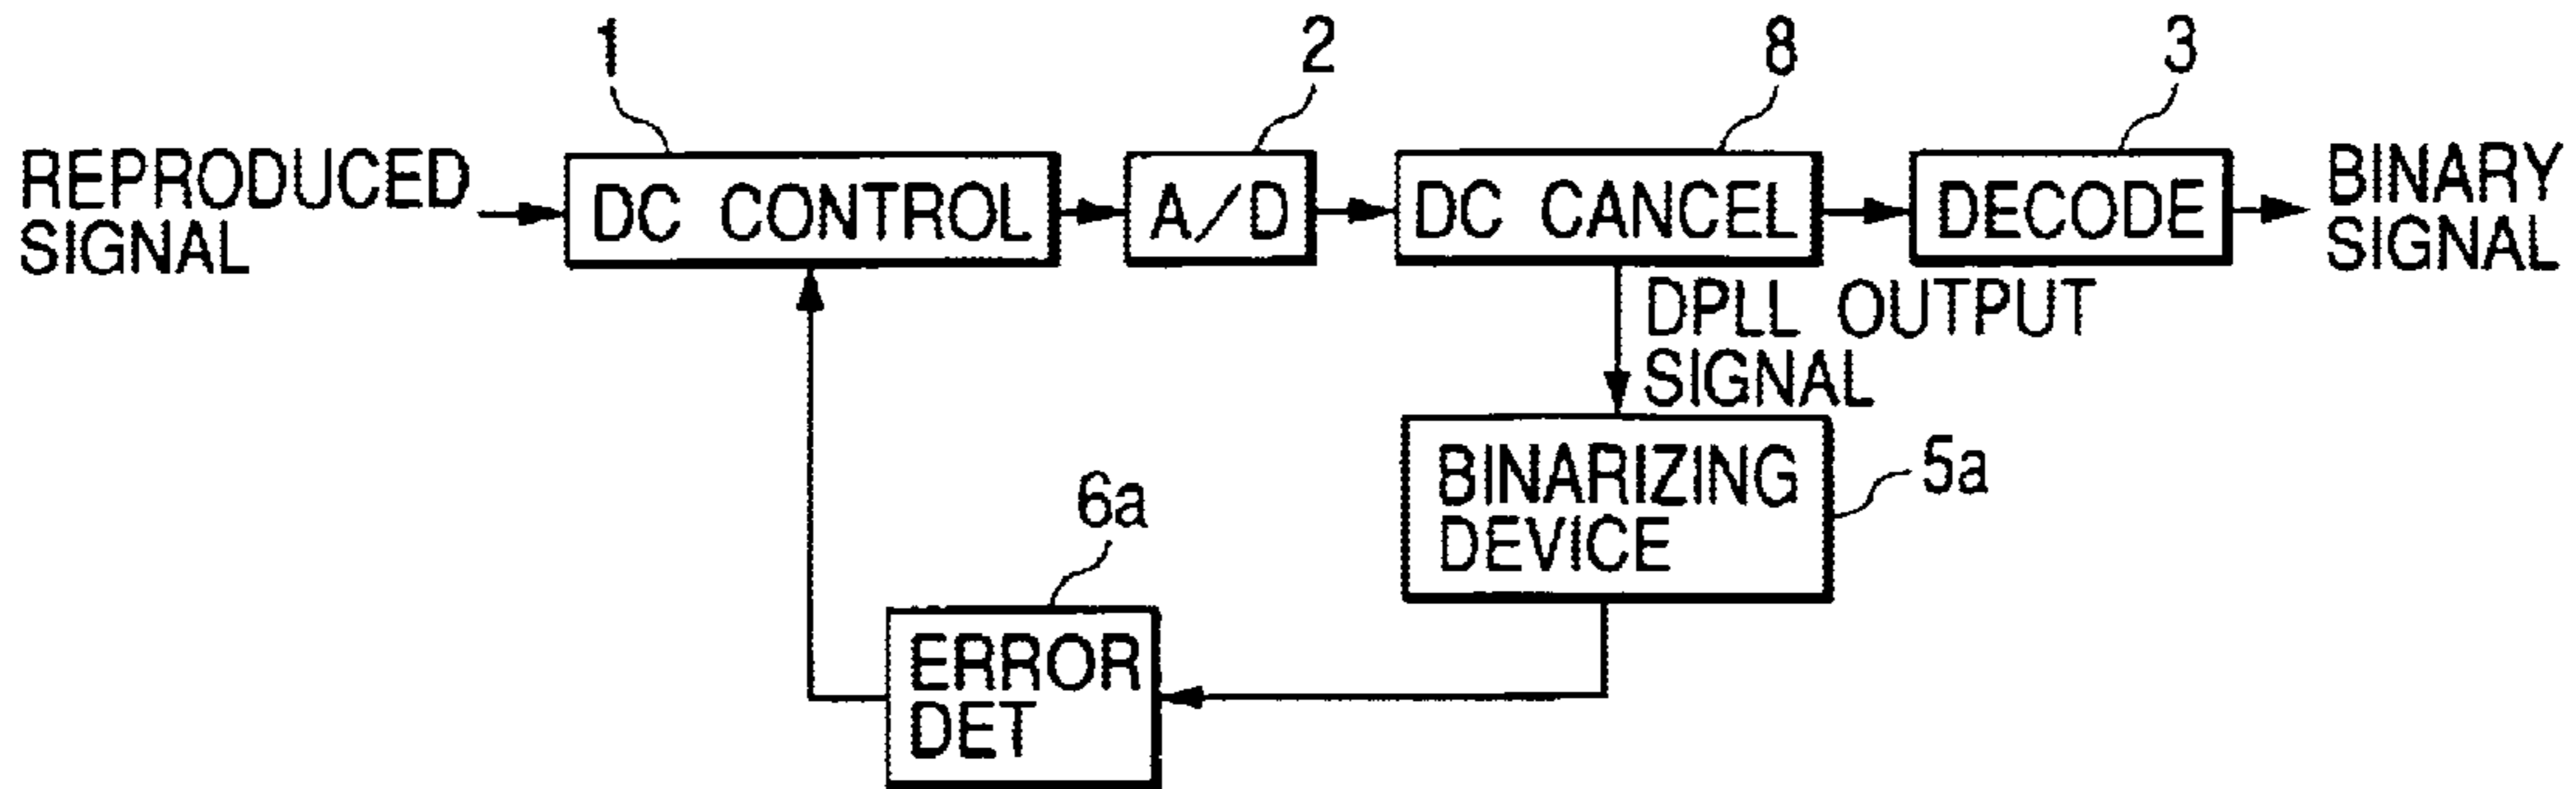 1
2
8
3
REPRODUCED
SIGNAL
DC CONTROL
A/D
DC CANCEL
DECODE
BINARY
SIGNAL
DPLL OUTPUT
SIGNAL
BINARIZING
DEVICE
5a
6a
ERROR
DET